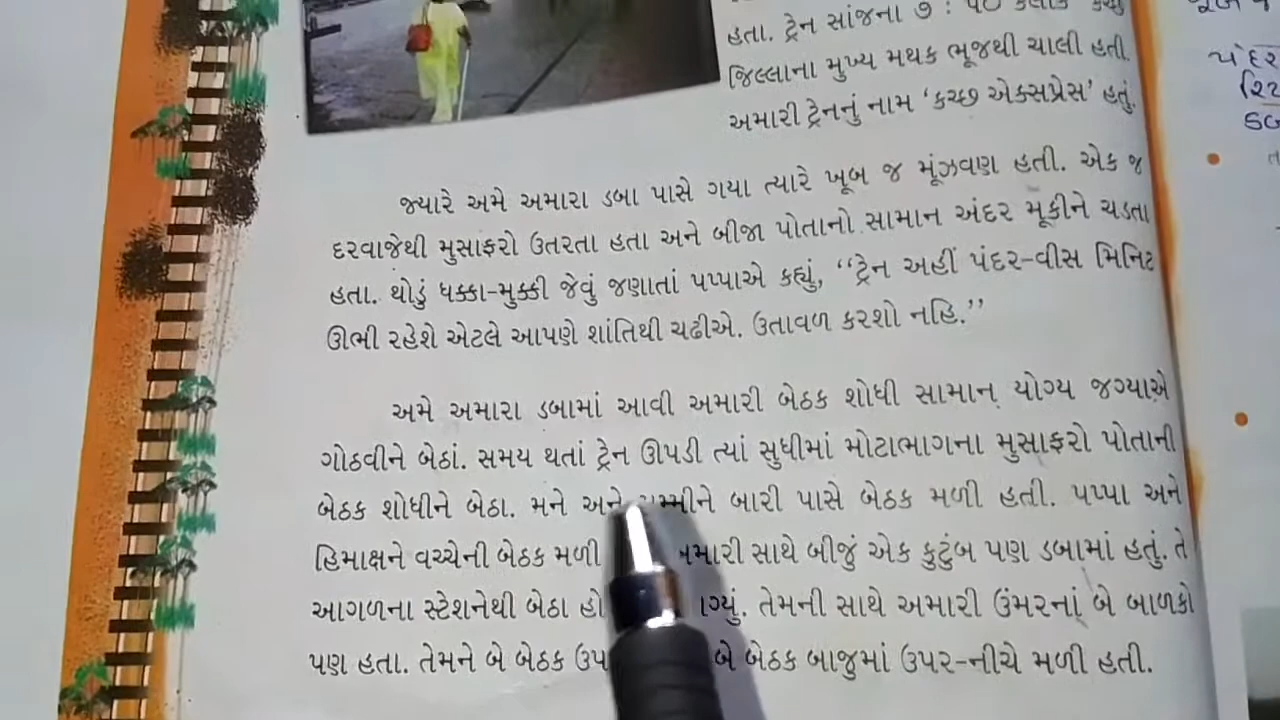 હતા. ટ્રેન સાંજના ૭ :
જિલ્લાના મુખ્ય મથક ભૂજથી ચાલી હતી.
અમારી ટ્રેનનું નામ ‘કચ્છ એક્સપ્રેસ’ હતું.
જ્યારે અમે અમારા ડબા પાસે ગયા ત્યારે ખૂબ જ મૂંઝવણ હતી. એક જ
દરવાજેથી મુસાફરો ઉતરતા હતા અને બીજા પોતાનો સામાન અંદર મૂકીને ચડતા
હતા. થોડું ધક્કા-મુક્કી જેવું જણાતાં પપ્પાએ કહ્યું, “ટ્રેન અહીં પંદર-વીસ મિનિટ
ઊભી રહેશે એટલે આપણે શાંતિથી ચઢીએ. ઉતાવળ કરશો નહિ.”
અમે અમારા ડબામાં આવી અમારી બેઠક શોધી સામાન યોગ્ય જગ્યાએ
ગોઠવીને બેઠાં. સમય થતાં ટ્રેન ઊપડી ત્યાં સુધીમાં મોટાભાગના મુસાફરો પોતાની
બેઠક શોધીને બેઠા. મને અને મમ્મીને બારી પાસે બેઠક મળી હતી. પપ્પા અને
હિમાક્ષને વચ્ચેની બેઠક મળી અમારી સાથે બીજું એક કુટુંબ પણ ડબામાં હતું. તે
આગળના સ્ટેશનેથી બેઠા તેમની સાથે અમારી ઉંમરનાં બે બાળકો
પણ હતા. તેમને બે બેઠક બે બેઠક બાજુમાં ઉપર-નીચે મળી હતી.